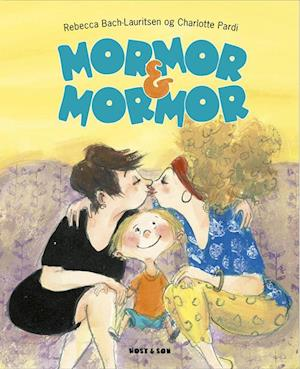 Rebecca Bach-Lauritsen og Charlotte Pardi
MORMOR
&
MORMOR
HØST & SØN